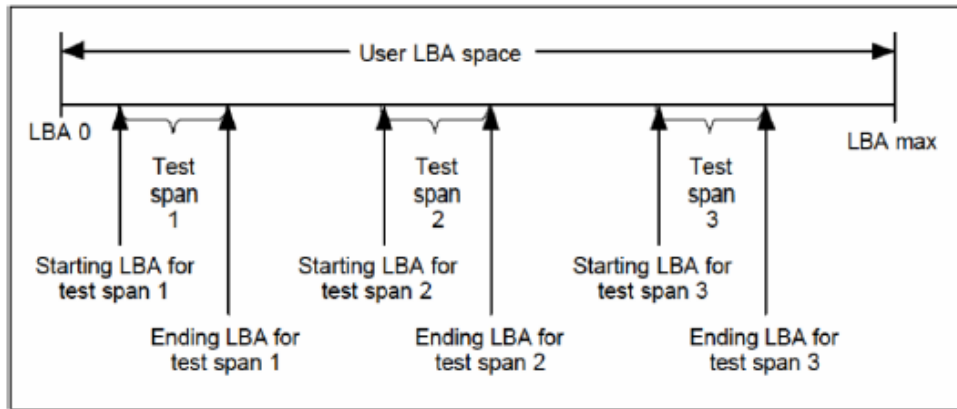 User LBA space
LBA 0
LBA max
Test
span
1
Test
span
2
Test
span
3
Starting LBA for
test span 1
Starting LBA for
test span 2
Starting LBA for
test span 3
Ending LBA for
test span 1
Ending LBA for
test span 2
Ending LBA for
test span 3